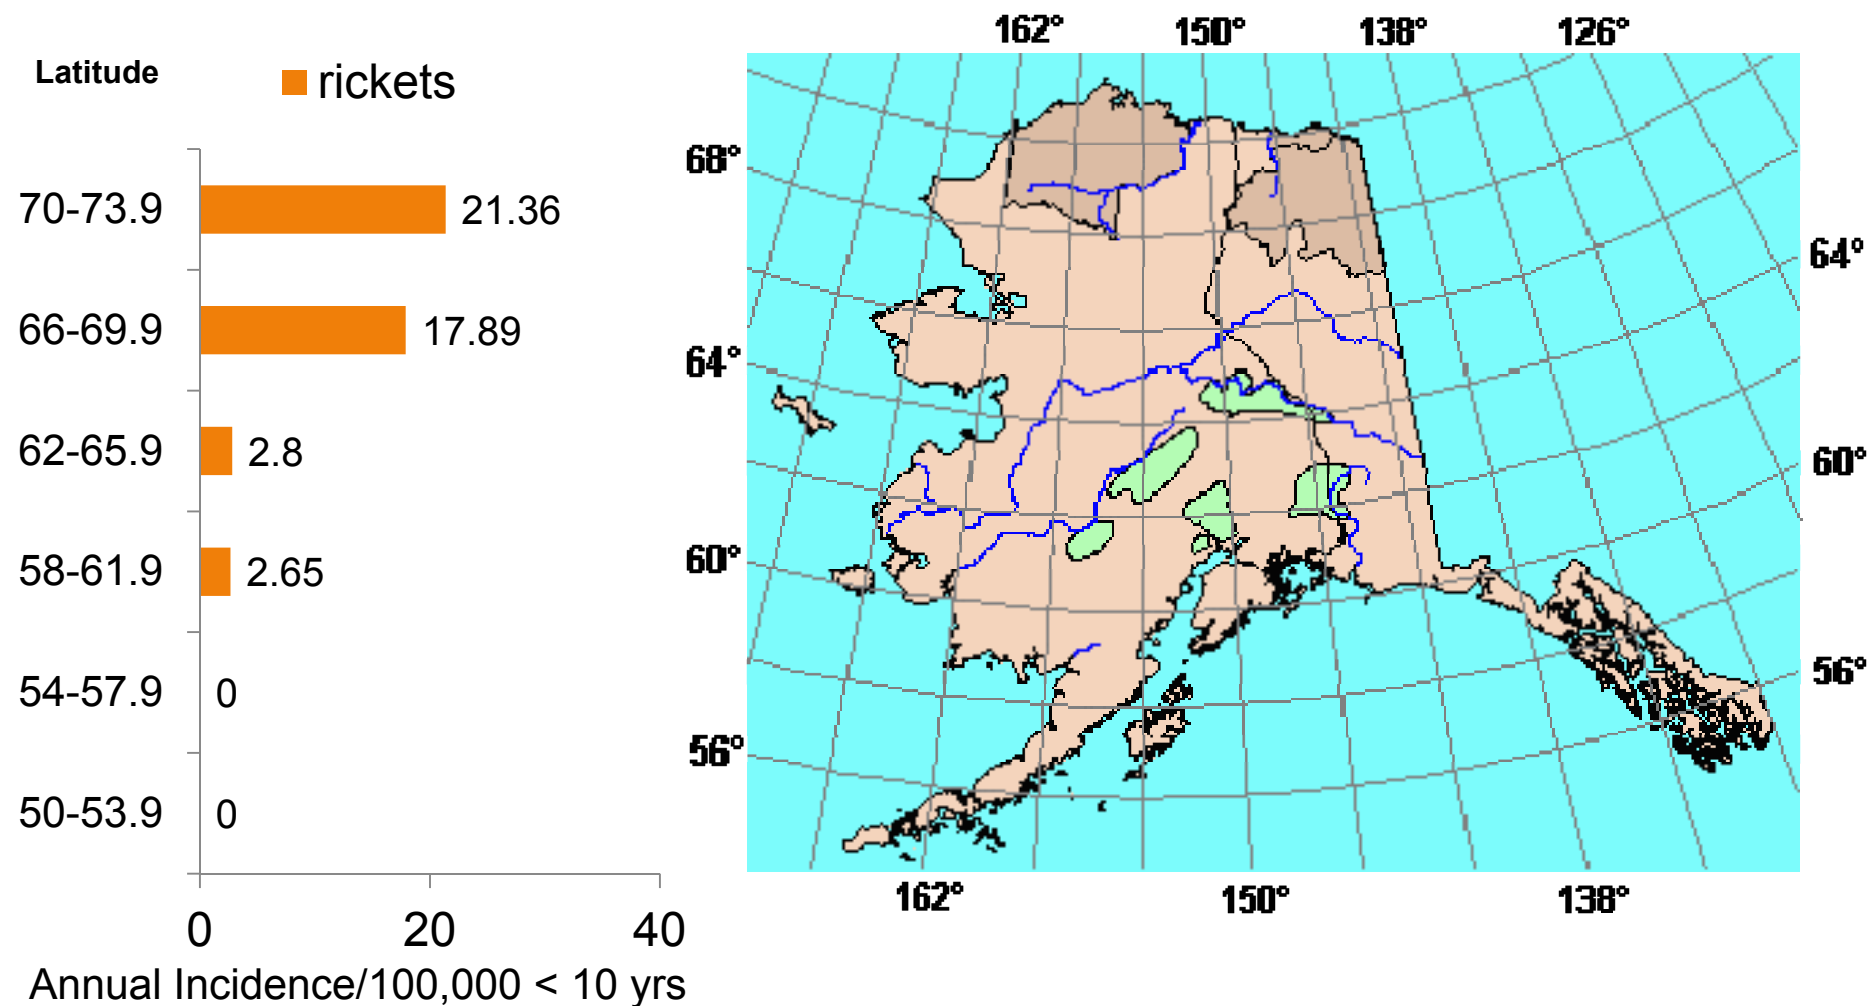 Latitude
rickets
70-73.9 21.36
66-69.9 17.89
62-65.9 2.8
58-61.9 2.65
54-57.9 0
50-53.9 0
0 20 40
Annual Incidence/100,000 < 10 yrs
162° 150° 138° 126°
68°
64°
64°
60°
60°
56°
56°
162° 150° 138°